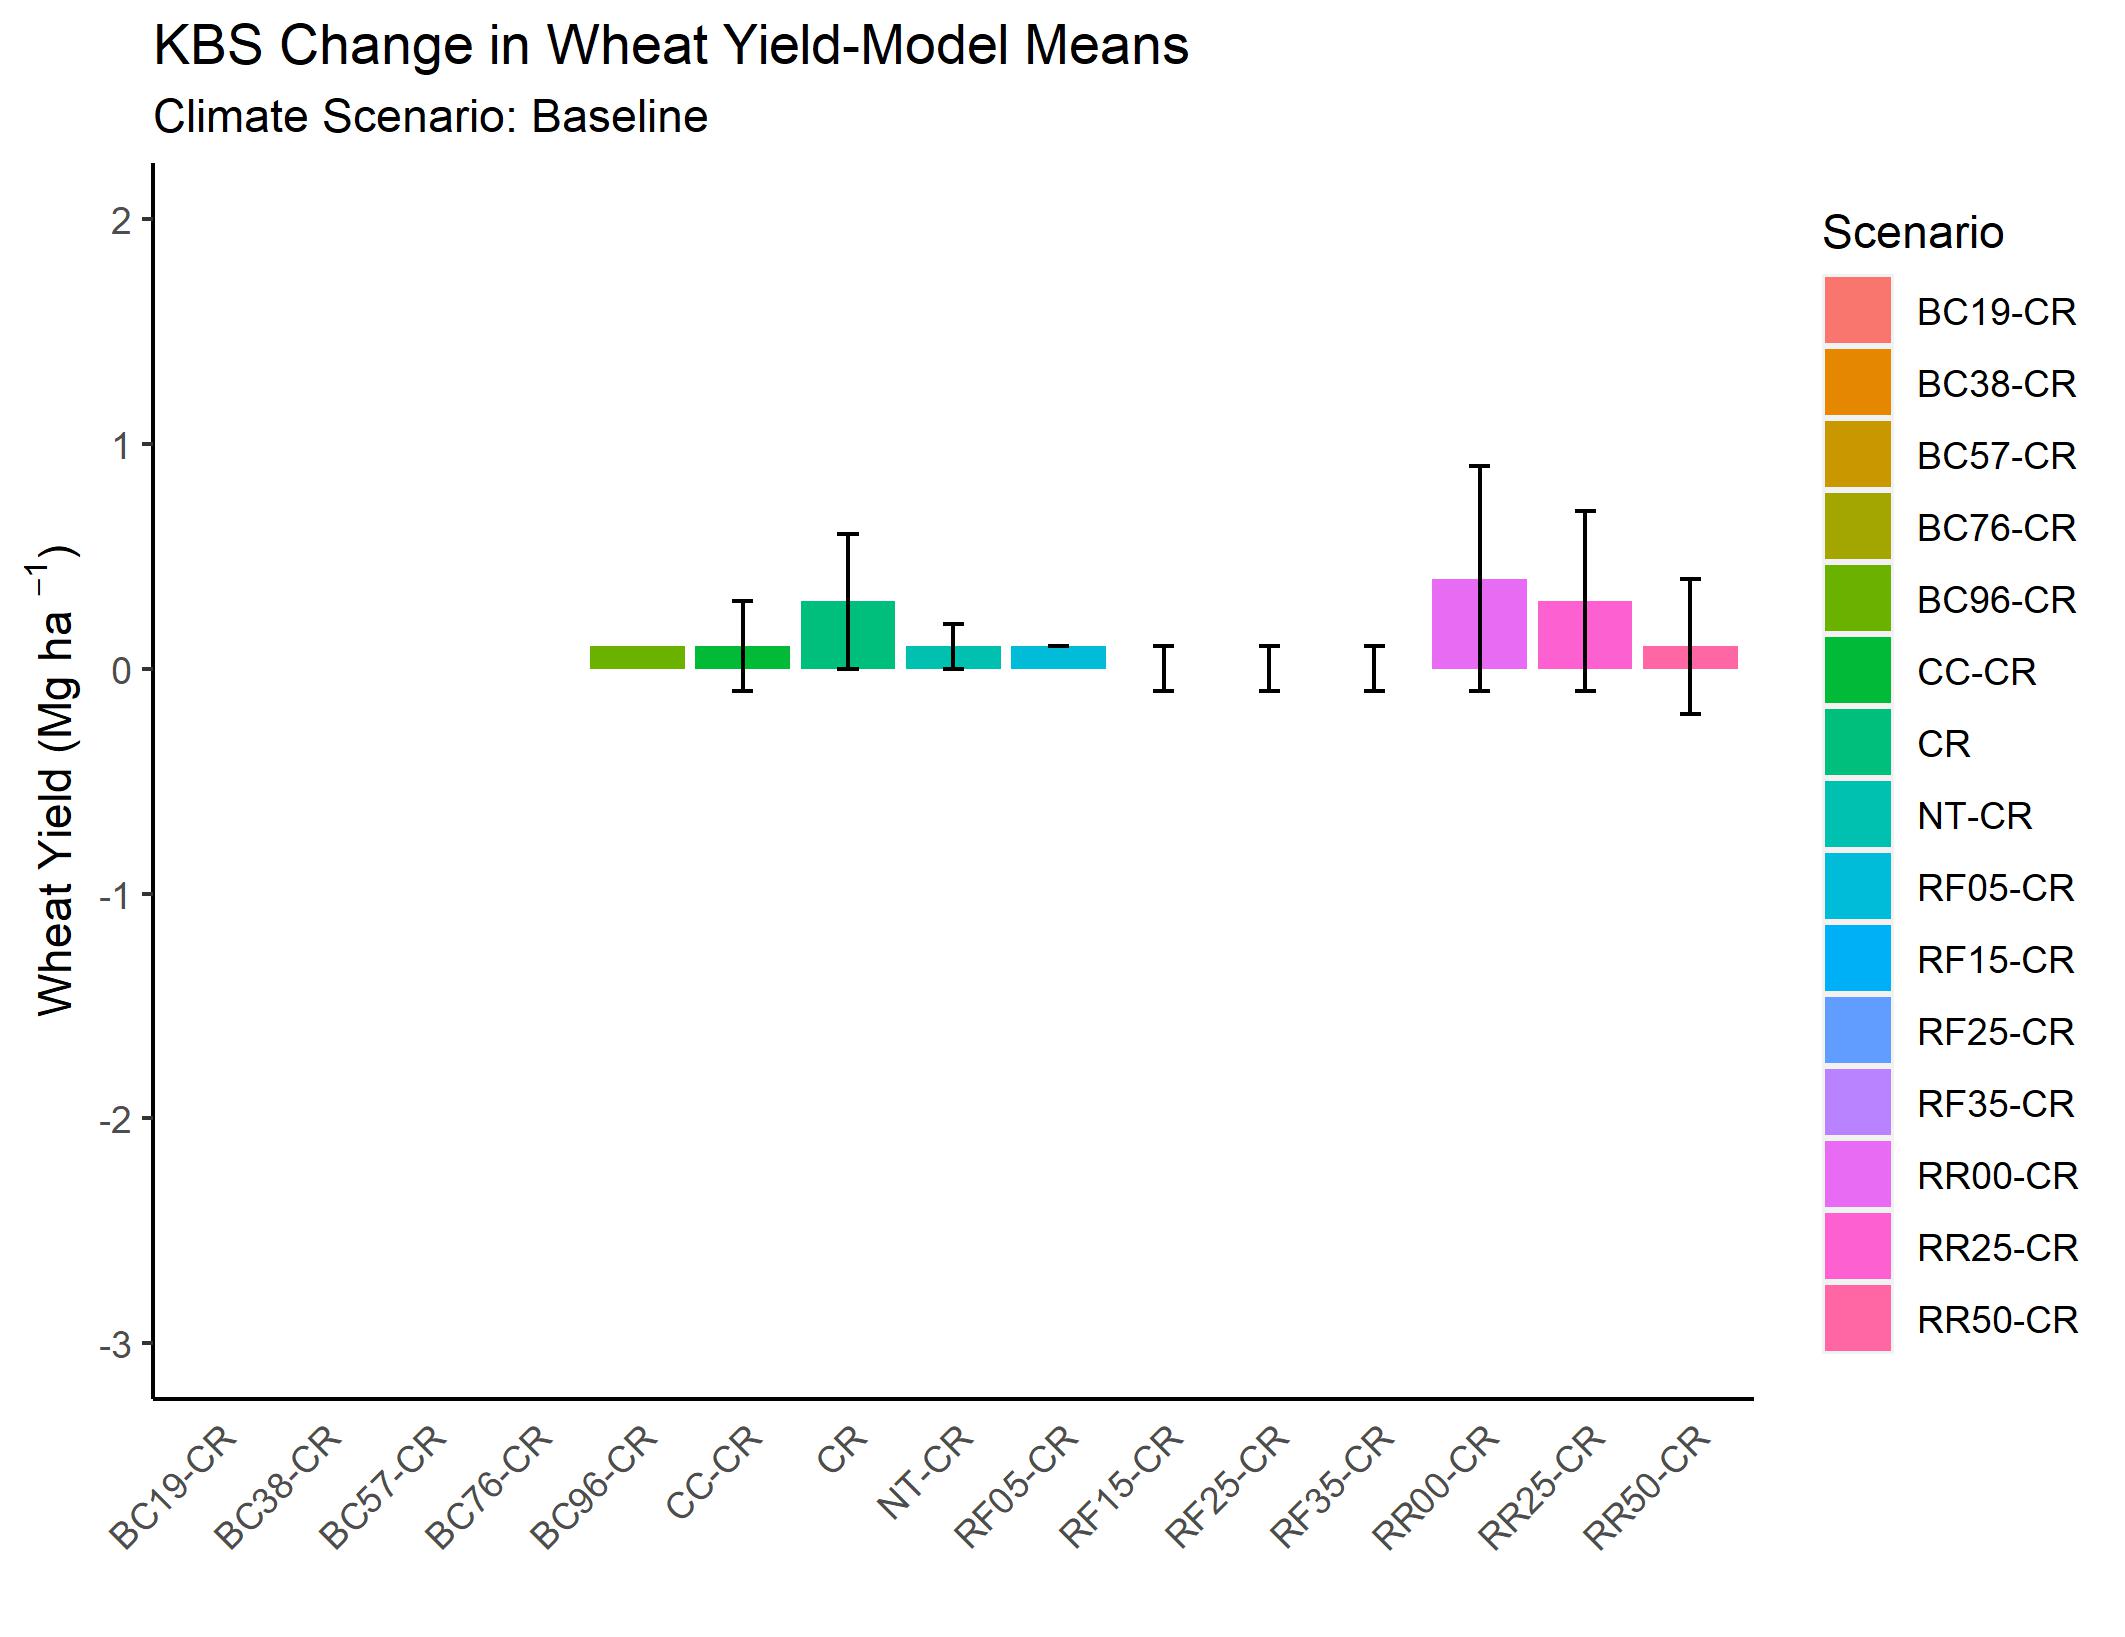 KBS Change in Wheat Yield-Model Means
Climate Scenario: Baseline
Wheat Yield (Mg ha −1)
2
1
0
-1
-2
-3
BC19-CR
BC38-CR
BC57-CR
BC76-CR
BC96-CR
CC-CR
CR
NT-CR
RF05-CR
RF15-CR
RF25-CR
RF35-CR
RR00-CR
RR25-CR
RR50-CR
Scenario
BC19-CR
BC38-CR
BC57-CR
BC76-CR
BC96-CR
CC-CR
CR
NT-CR
RF05-CR
RF15-CR
RF25-CR
RF35-CR
RR00-CR
RR25-CR
RR50-CR